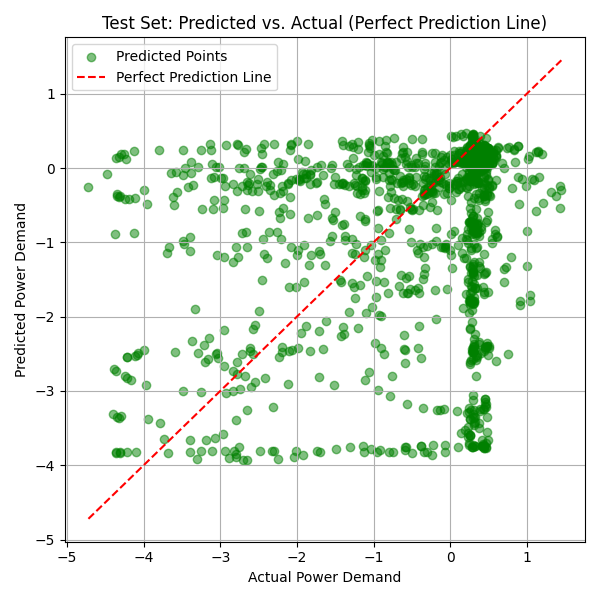 Test Set: Predicted vs. Actual (Perfect Prediction Line)
Predicted Points
Perfect Prediction Line
1
0
−1
−2
−3
−4
−5
Predicted Power Demand
−5 −4 −3 −2 −1 0 1
Actual Power Demand